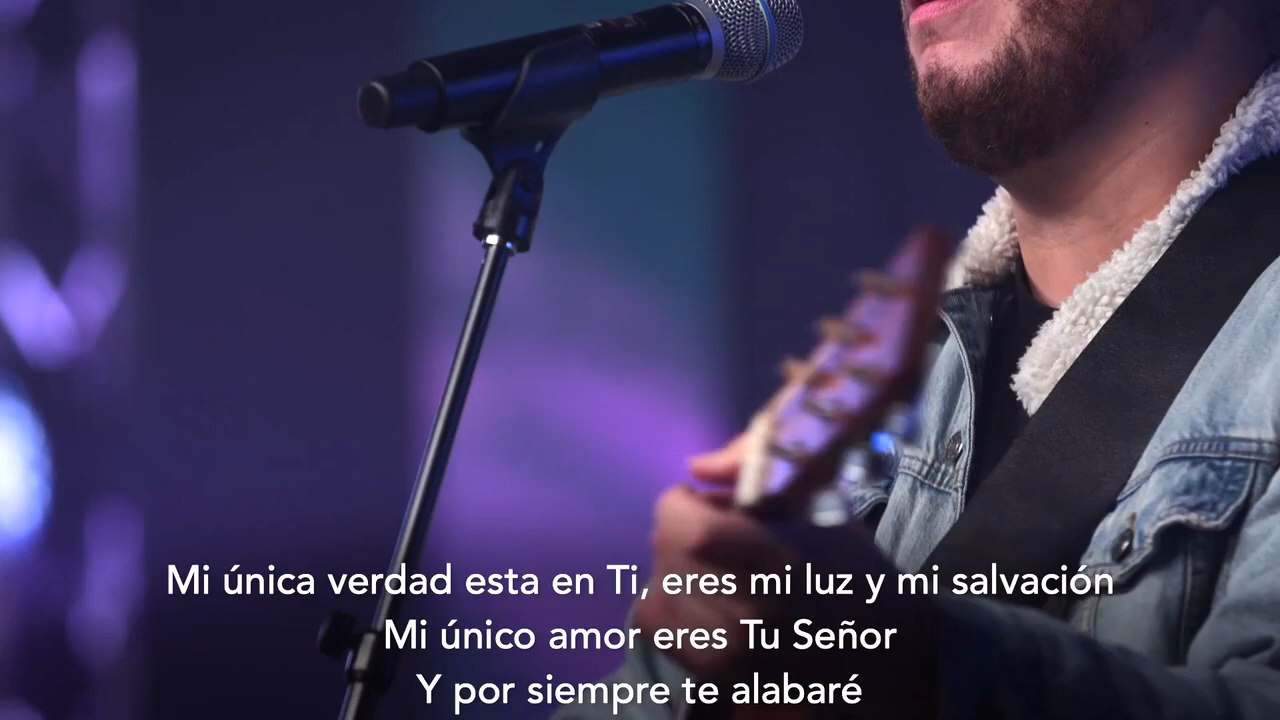 Mi única verdad esta en Ti, eres mi luz y mi salvación
Mi único amor eres Tu Señor
Y por siempre te alabaré